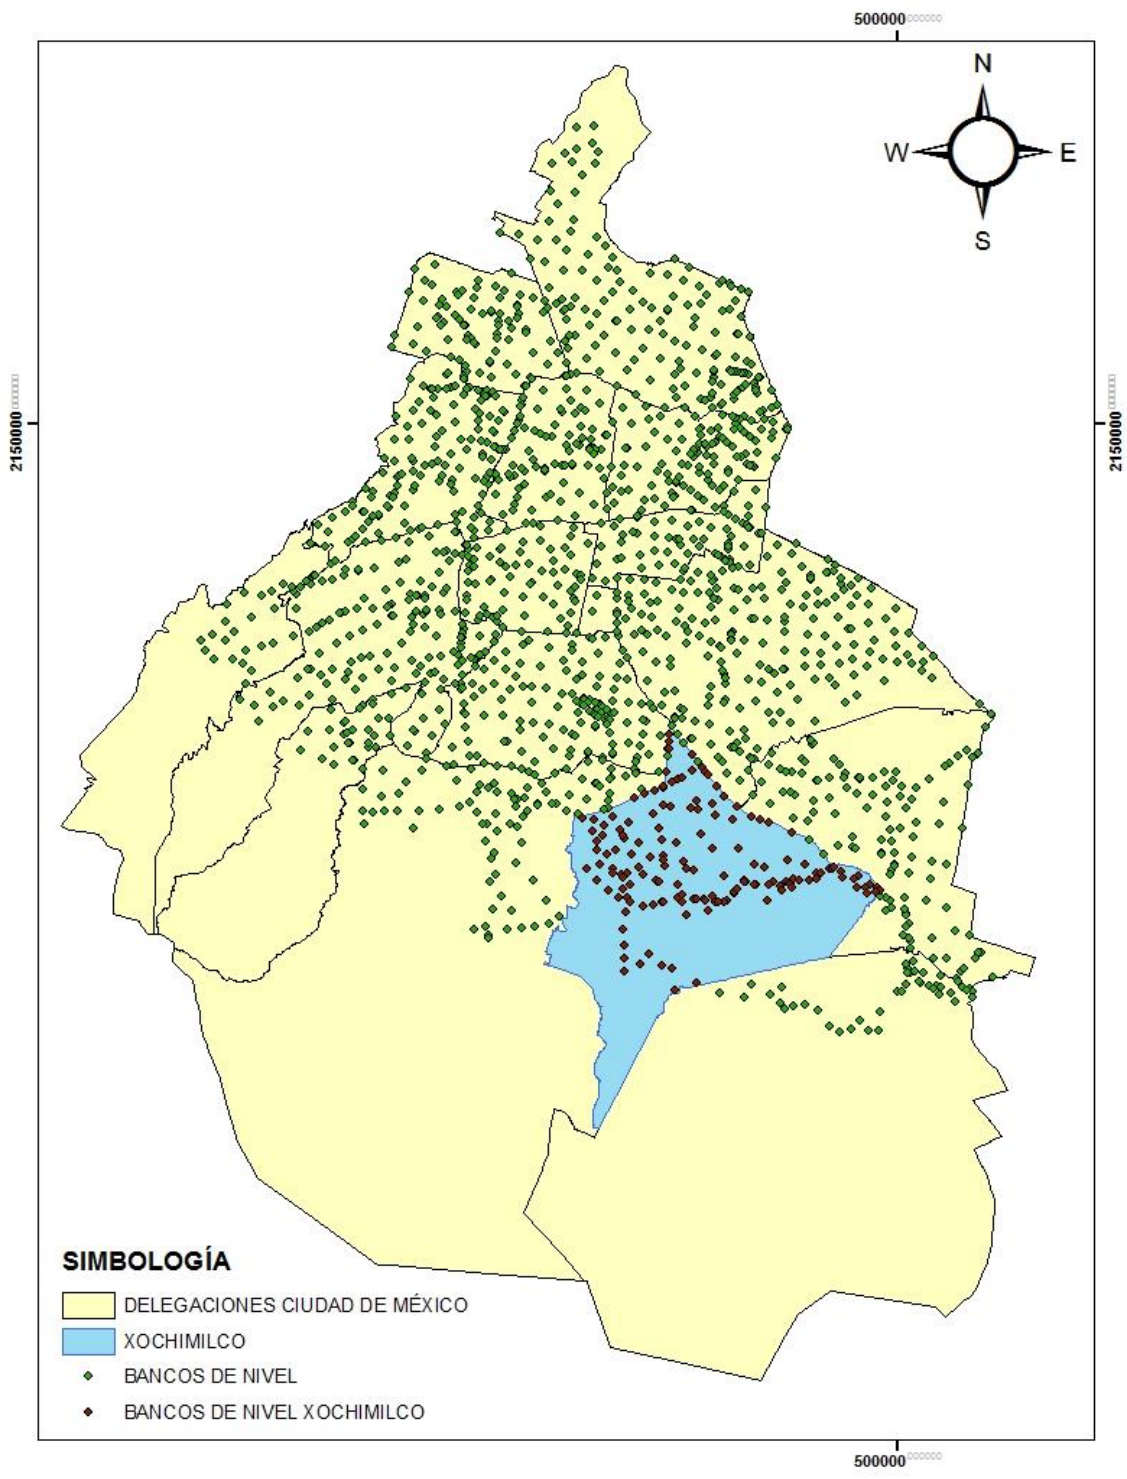 500000
N
W E
S
2150000
2150000
SIMBOLOGÍA
DELEGACIONES CIUDAD DE MÉXICO
XOCHIMILCO
BANCOS DE NIVEL
BANCOS DE NIVEL XOCHIMILCO
500000